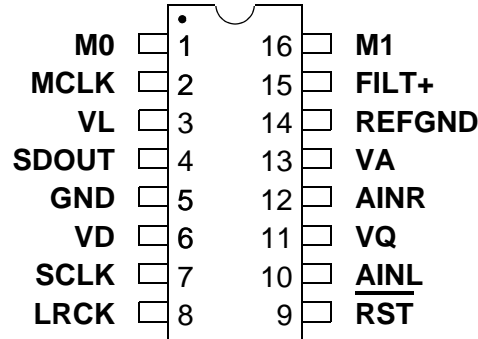 M0 1 16 M1
MCLK 2 15 FILT+
VL 3 14 REFGND
SDOUT 4 13 VA
GND 5 12 AINR
VD 6 11 VQ
SCLK 7 10 AINL
LRCK 8 9 RST